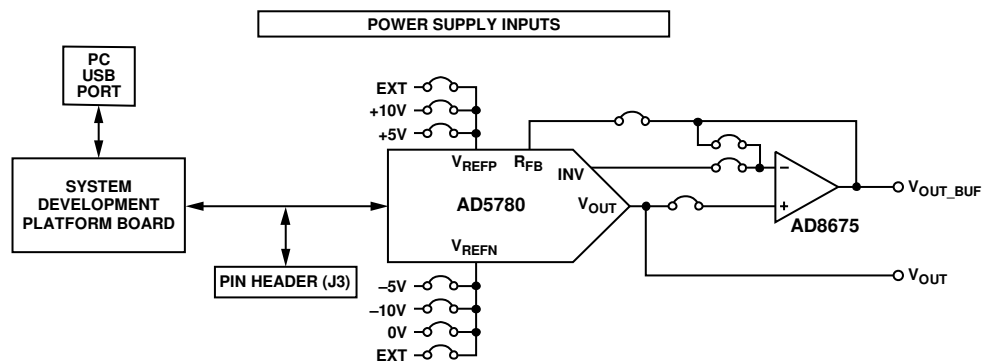 POWER SUPPLY INPUTS
PC
USB
PORT
SYSTEM
DEVELOPMENT
PLATFORM BOARD
PIN HEADER (J3)
EXT
+10V
+5V
VREFP
RFB
INV
AD5780
VOUT
VREFN
–5V
–10V
0V
EXT
–
+
AD8675
VOUT_BUF
VOUT